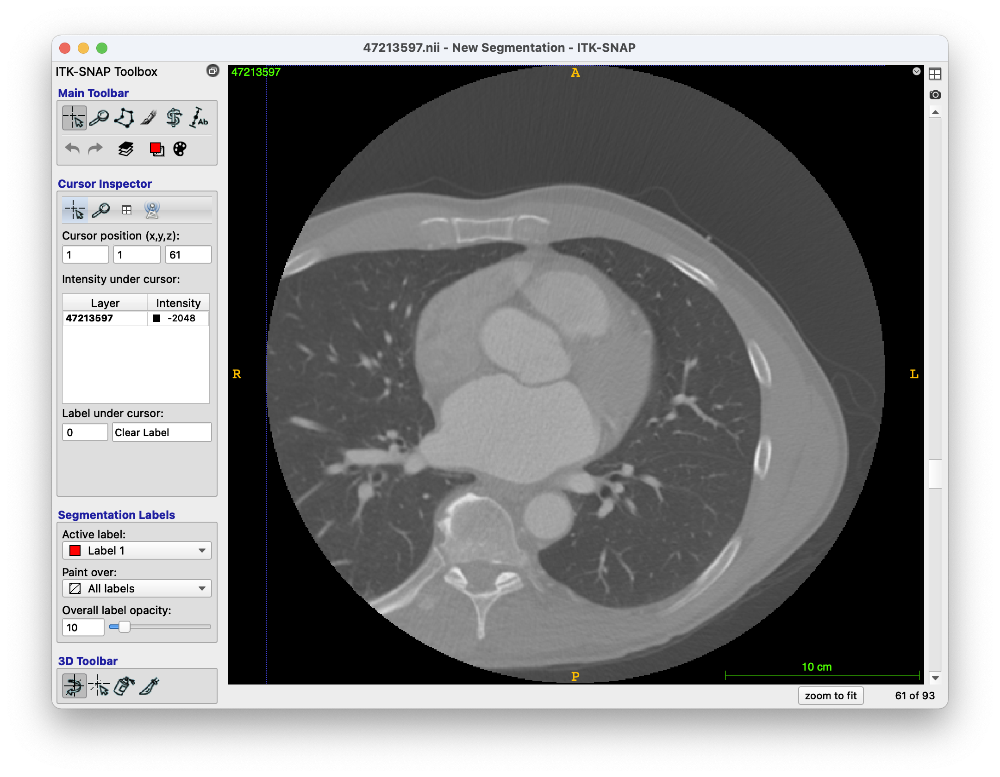 47213597.nii - New Segmentation - ITK-SNAP
ITK-SNAP Toolbox
Main Toolbar
Ab
Cursor Inspector
Cursor position (x,y,z):
1 1 61
Intensity under cursor:
Layer Intensity
47213597 -2048
Label under cursor:
0 Clear Label
Segmentation Labels
Active label:
Label 1
Paint over:
All labels
Overall label opacity:
10
3D Toolbar
47213597
A
R
L
P
10 cm
zoom to fit 61 of 93